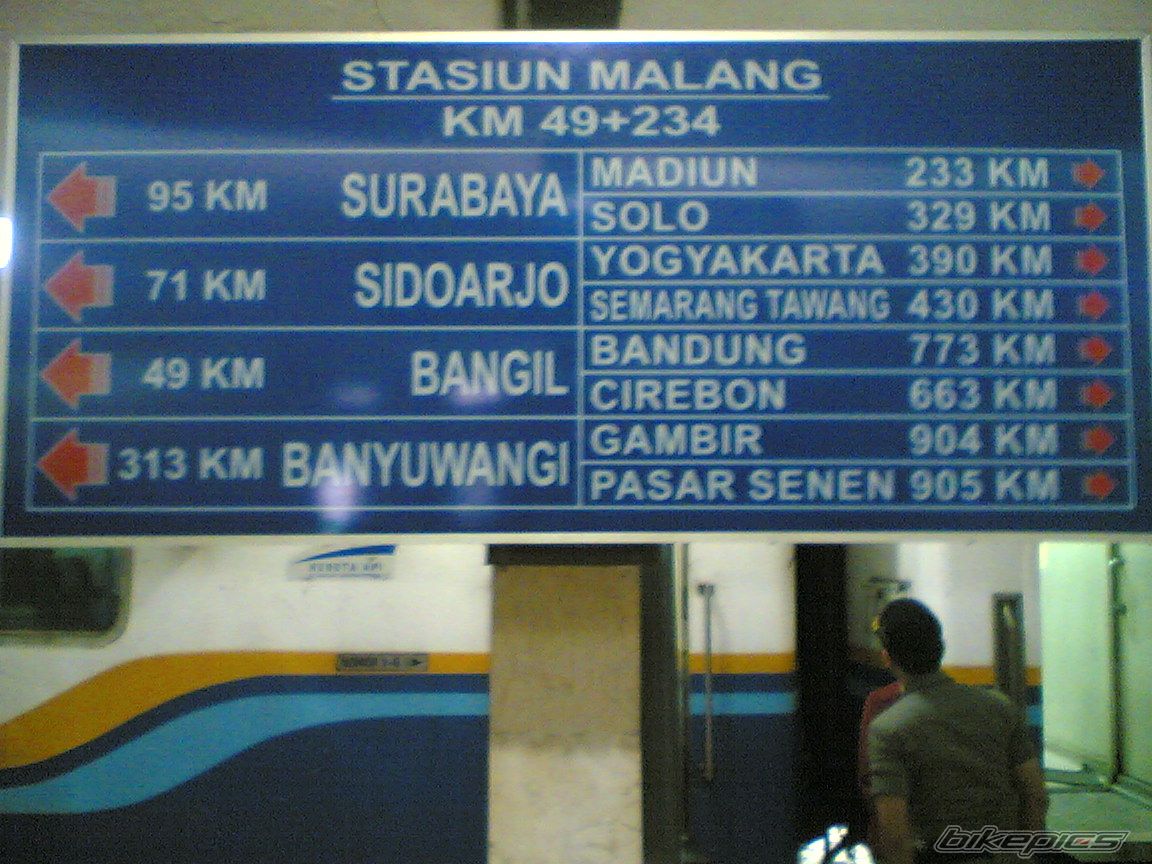 STASIUN MALANG
KM 49+234
95 KM SURABAYA
71 KM SIDOARJO
49 KM BANGIL
313 KM BANYUWANGI
MADIUN 233 KM
SOLO 329 KM
YOGYAKARTA 390 KM
SEMARANG TAWANG 430 KM
BANDUNG 773 KM
CIREBON 663 KM
GAMBIR 904 KM
PASAR SENEN 905 KM
KERETA API
bikepics